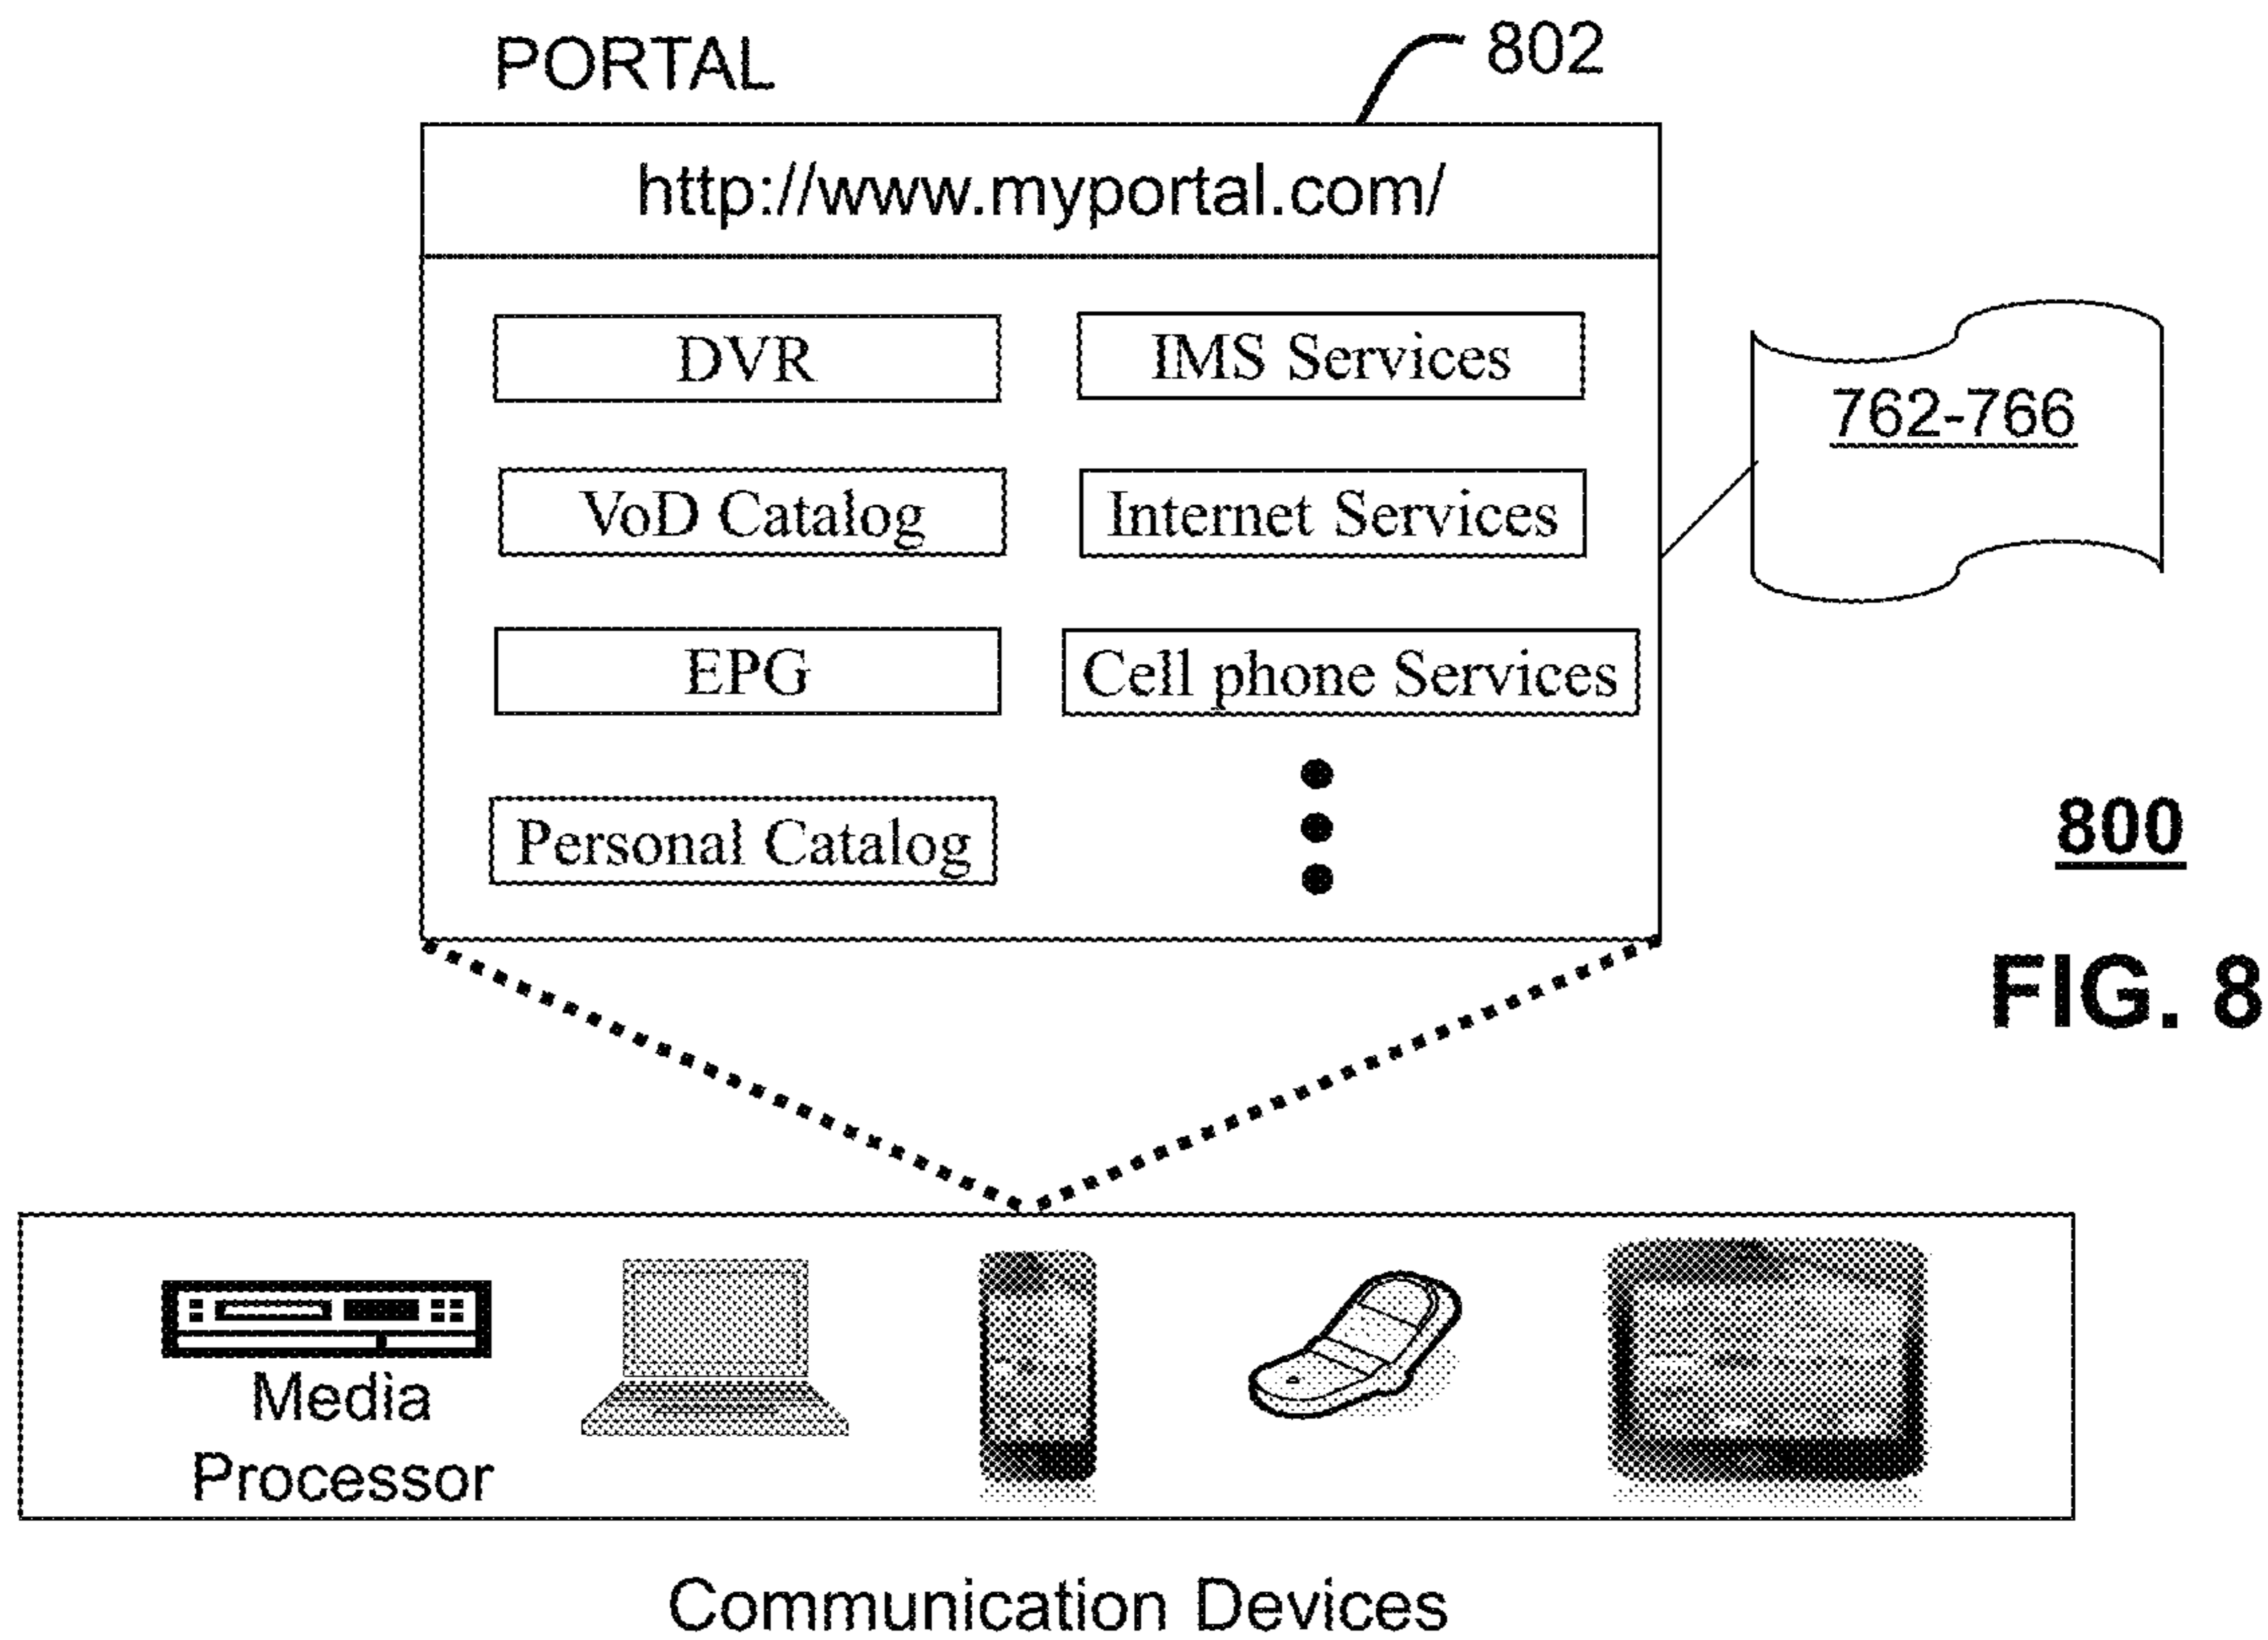 PORTAL
802
http://www.myportal.com/
DVR
IMS Services
762-766
VoD Catalog
Internet Services
EPG
Cell phone Services
Personal Catalog
800
FIG. 8
Media
Processor
Communication Devices